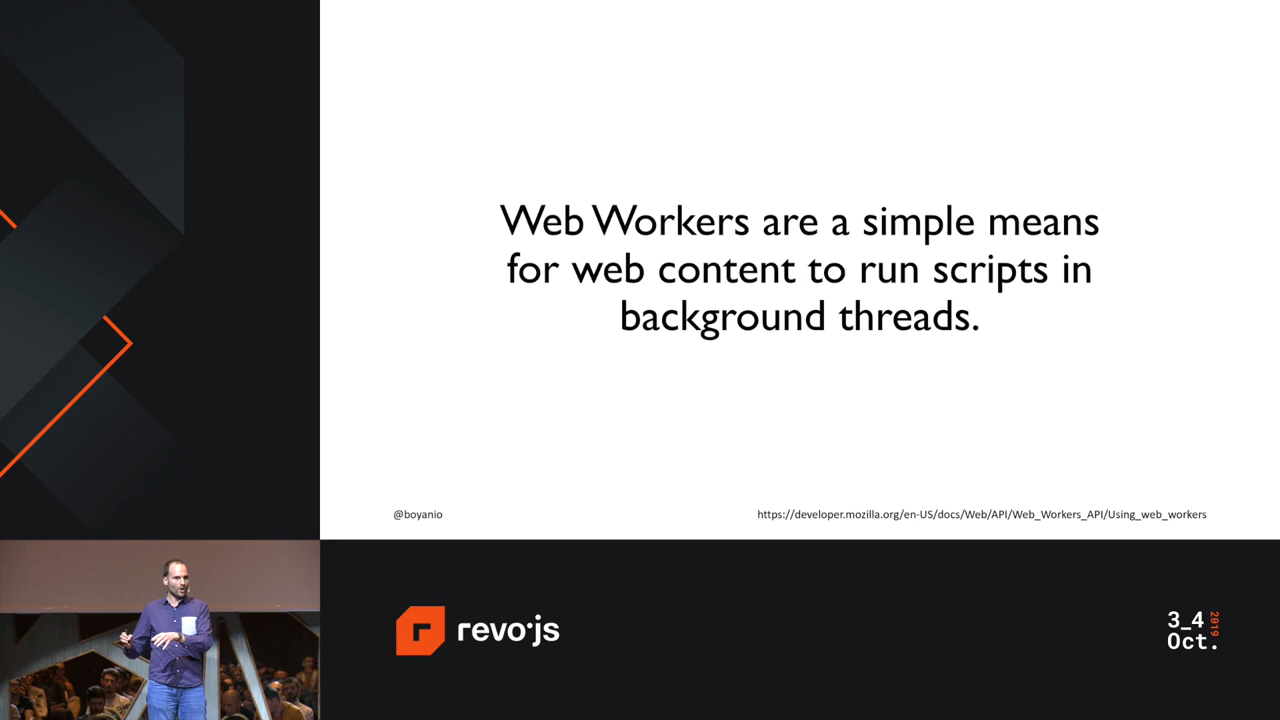 Web Workers are a simple means
for web content to run scripts in
background threads.
@boyanio
https://developer.mozilla.org/en-US/docs/Web/API/Web_Workers_API/Using_web_workers
r revo·js
3_4 2019
Oct.